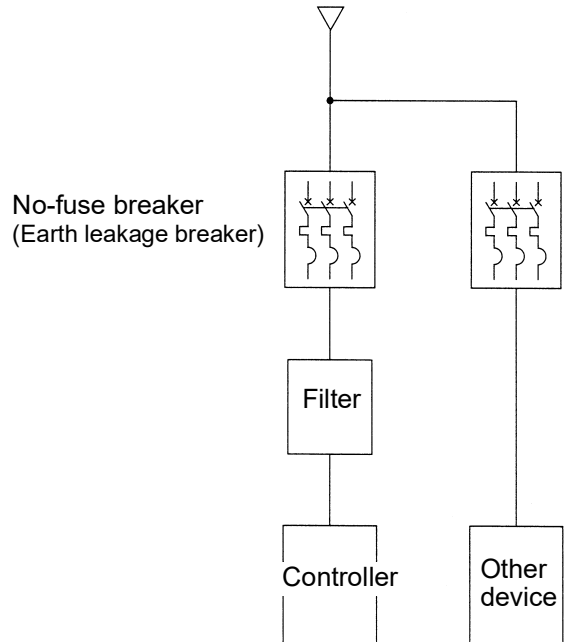 No-fuse breaker
(Earth leakage breaker)
Filter
Controller
Other
device